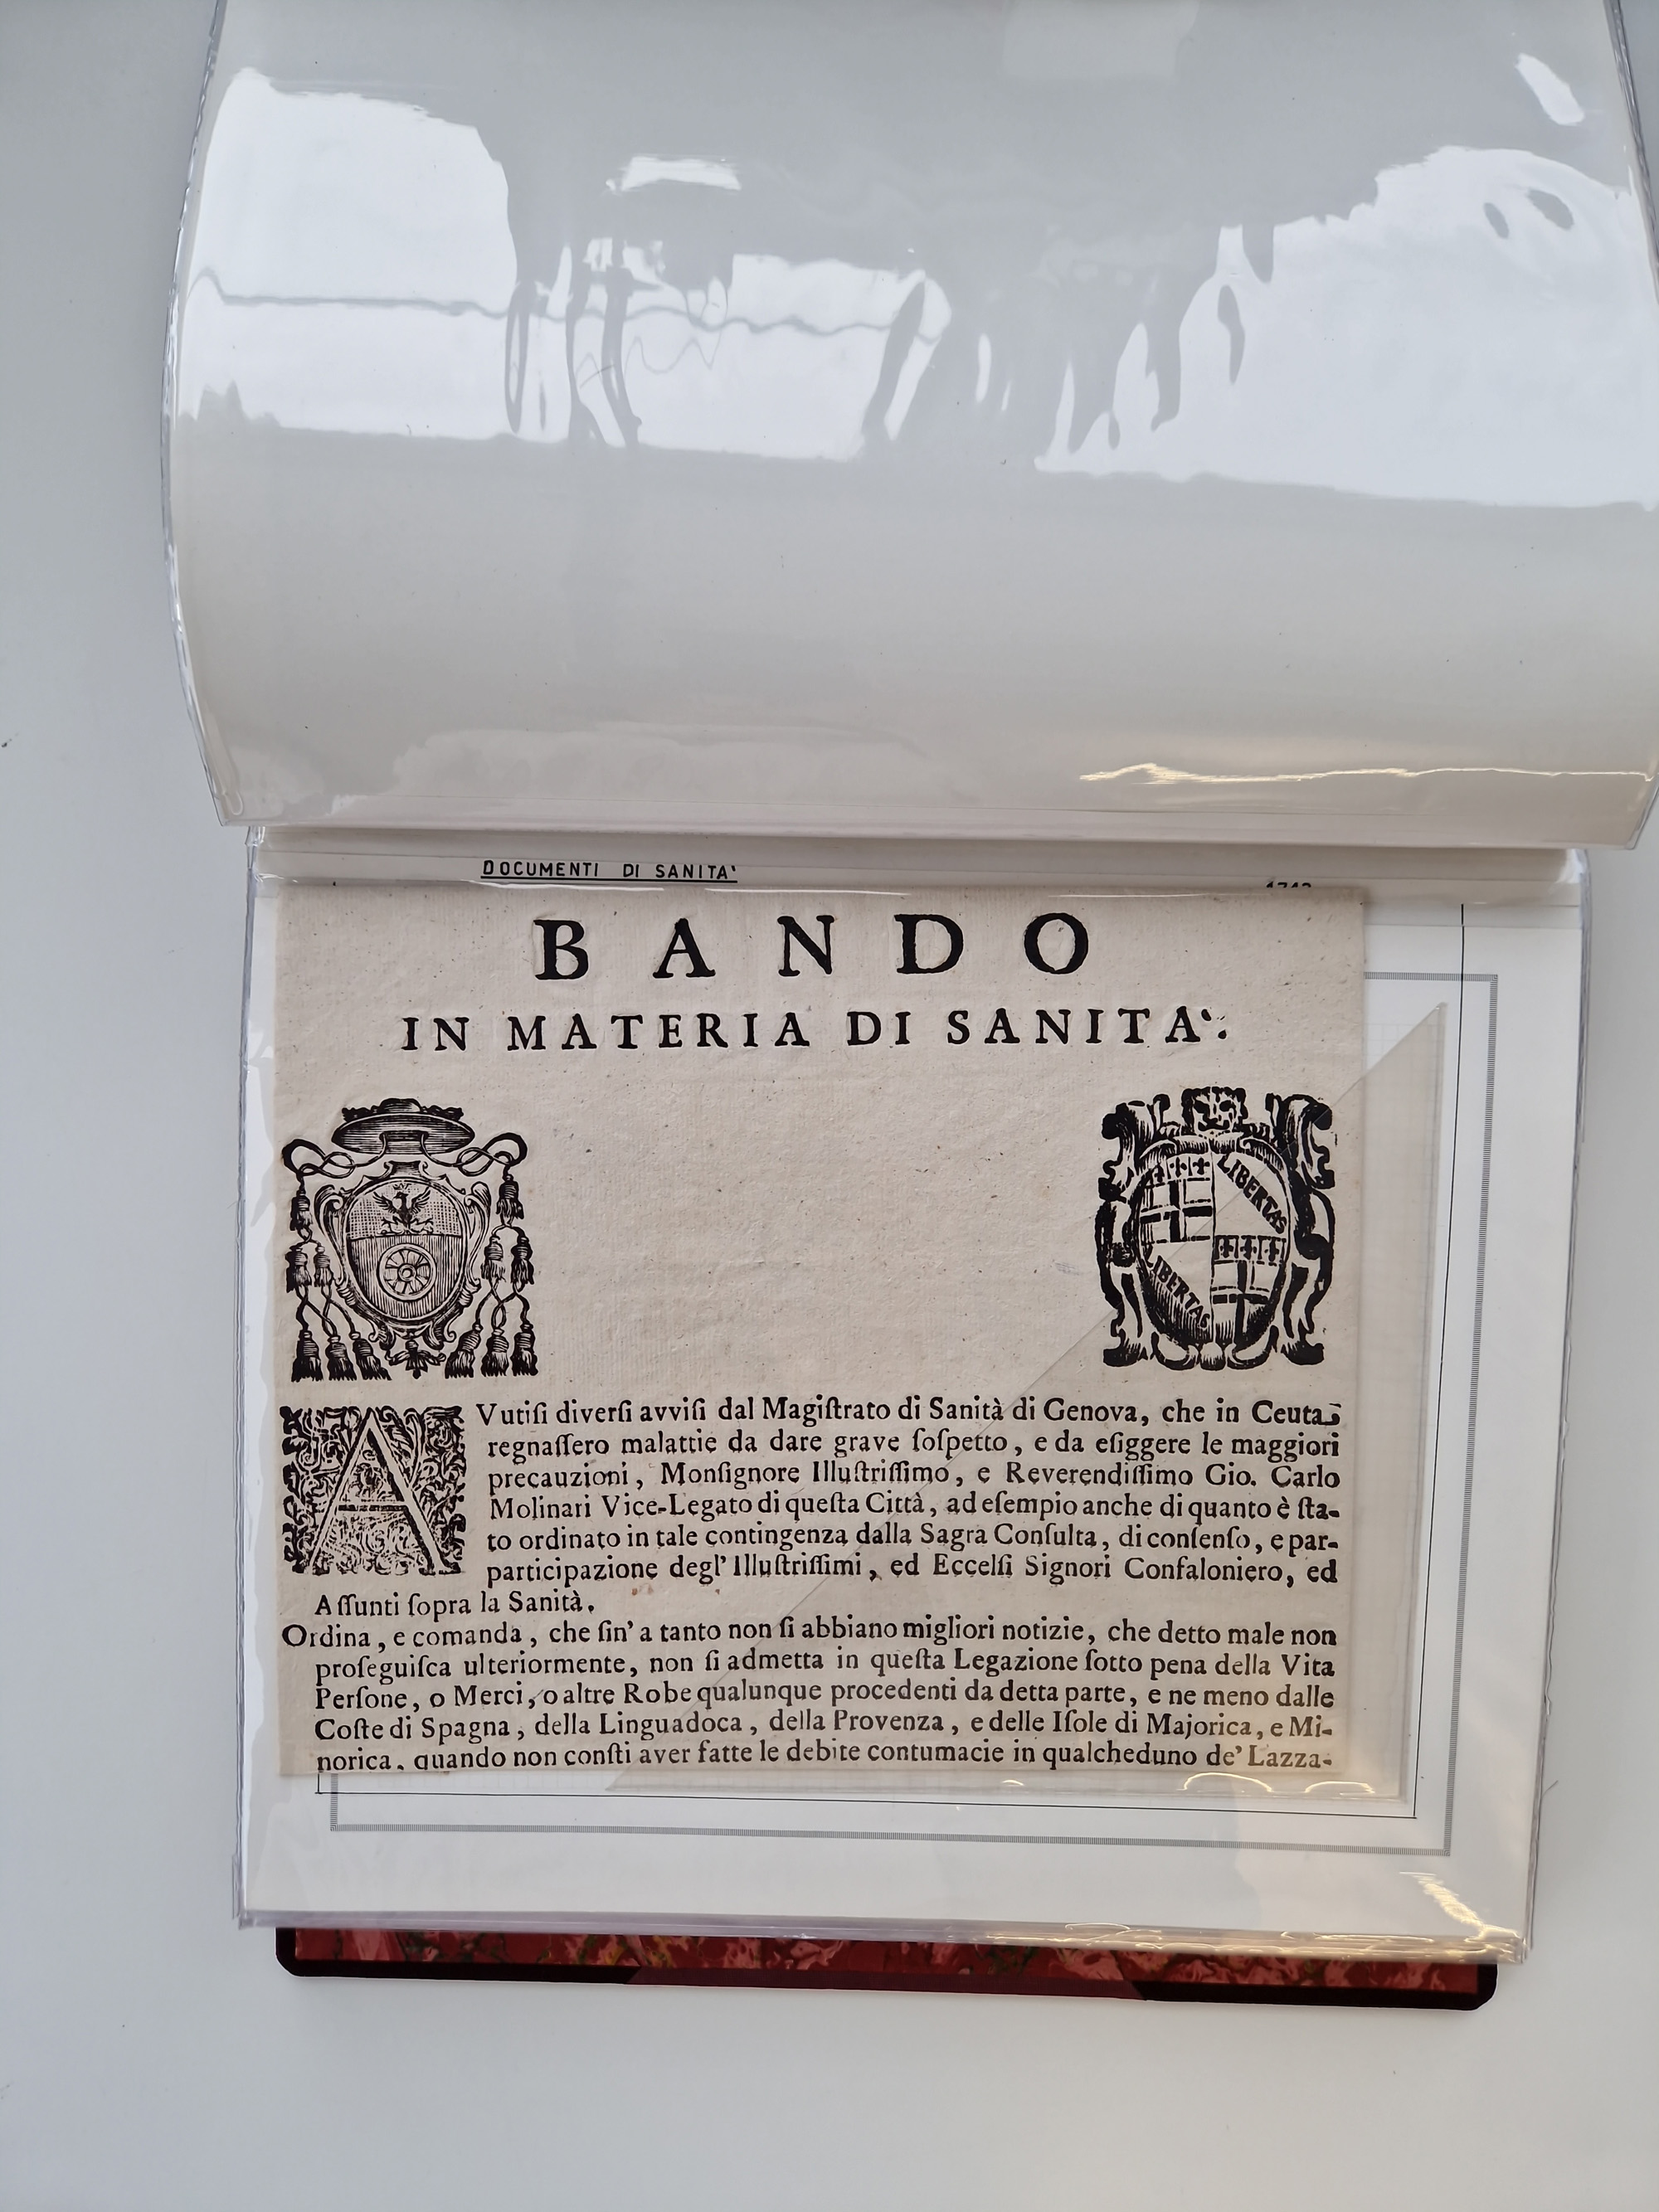 DOCUMENTI DI SANITA'
BANDO
IN MATERIA DI SANITA'.
LIBERTAS
LIBERTAS
AVutiſi diverſi avviſi dal Magiſtrato di Sanità di Genova, che in Ceuta
regnaſſero malattie da dare grave ſoſpetto, e da eſiggere le maggiori
precauzioni, Monſignore Illuſtriſſimo, e Reverendiſſimo Gio. Carlo
Molinari Vice-Legato di queſta Città, ad eſempio anche di quanto è ſta-
to ordinato in tale contingenza dalla Sagra Conſulta, di conſenſo, e par-
participazione degl' Illuſtriſſimi, ed Eccelſi Signori Confaloniero, ed
Aſſunti ſopra la Sanità.
Ordina, e comanda, che ſin' a tanto non ſi abbiano migliori notizie, che detto male non
proſeguiſca ulteriormente, non ſi admetta in queſta Legazione ſotto pena della Vita
Perſone, o Merci, o altre Robe qualunque procedenti da detta parte, e ne meno dalle
Coſte di Spagna, della Linguadoca, della Provenza, e delle Iſole di Majorica, e Mi-
norica, quando non conſti aver fatte le debite contumacie in qualcheduno de' Lazza-